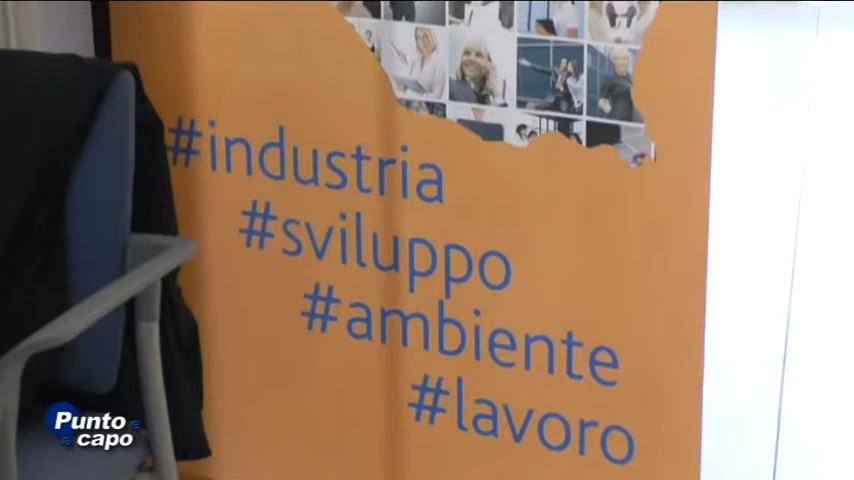 #industria
#sviluppo
#ambiente
#lavoro
Punto e
a capo